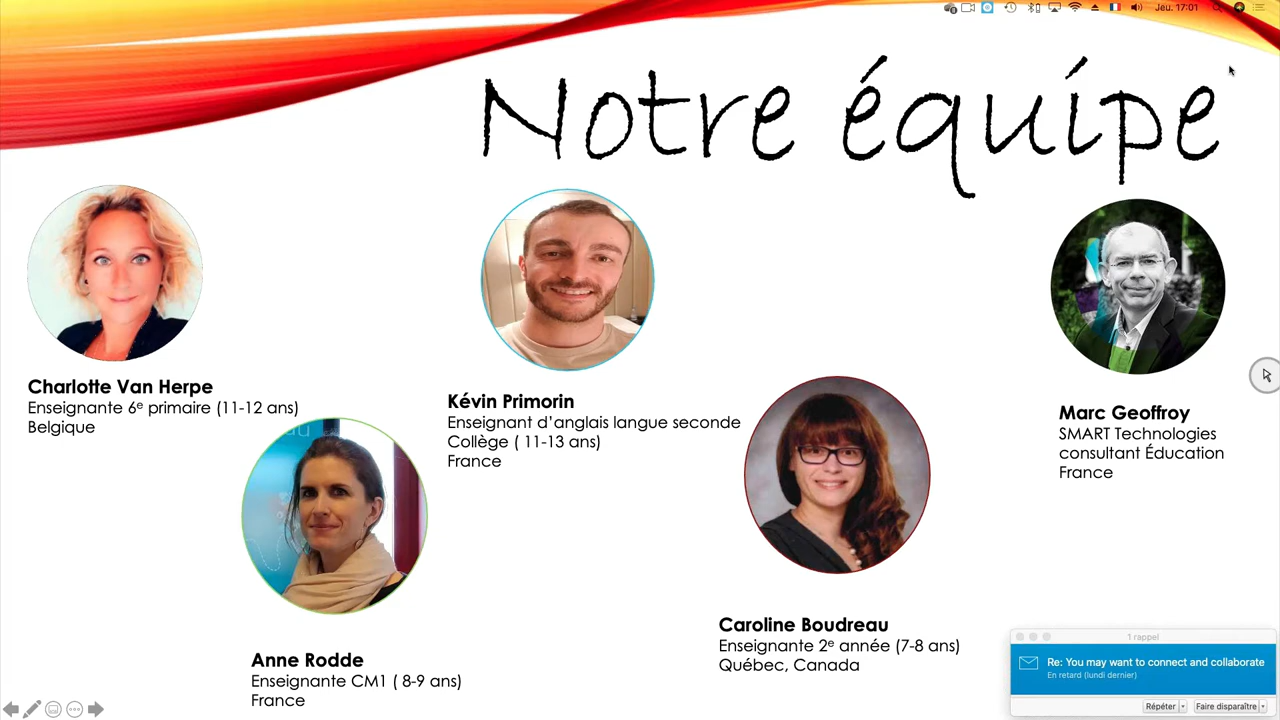 Jeu. 17:01
Notre équipe
Charlotte Van Herpe
Enseignante 6e primaire (11-12 ans)
Belgique
Kévin Primorin
Enseignant d’anglais langue seconde
Collège ( 11-13 ans)
France
Marc Geoffroy
SMART Technologies
consultant Éducation
France
Anne Rodde
Enseignante CM1 ( 8-9 ans)
France
Caroline Boudreau
Enseignante 2e année (7-8 ans)
Québec, Canada
1 rappel
Re: You may want to connect and collaborate
En retard (lundi dernier)
Répéter
Faire disparaître